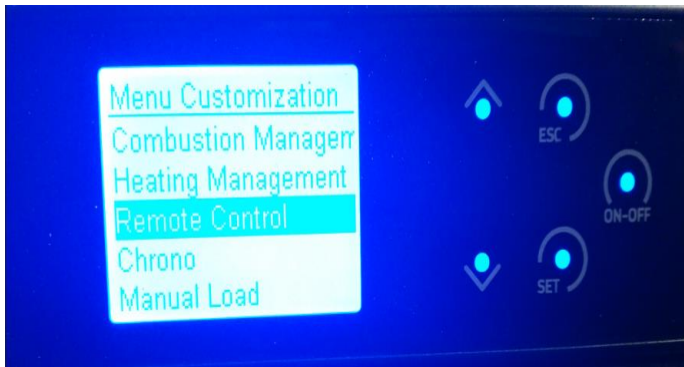 Menu Customization
Combustion Managem
Heating Management
Remote Control
Chrono
Manual Load
ESC
ON-OFF
SET